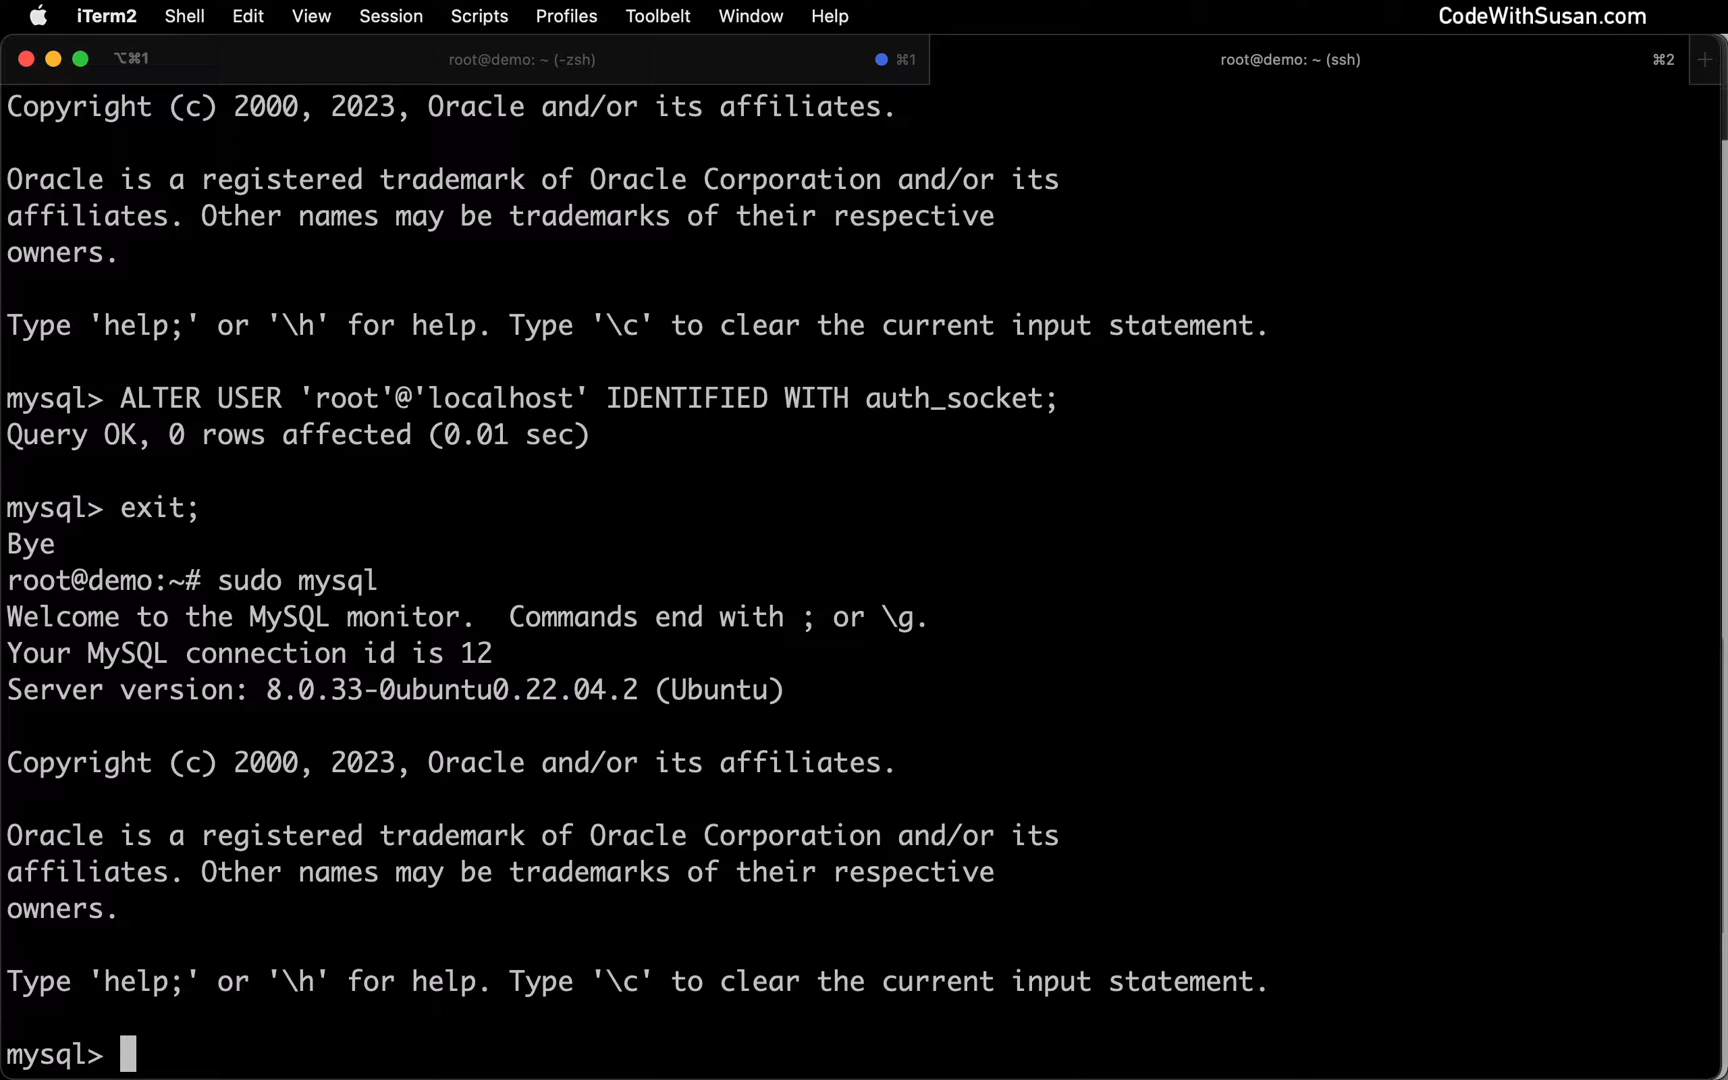 iTerm2 Shell Edit View Session Scripts Profiles Toolbelt Window Help CodeWithSusan.com
⌥⌘1 root@demo: ~ (-zsh) ⌘1 root@demo: ~ (ssh) ⌘2 +
Copyright (c) 2000, 2023, Oracle and/or its affiliates.
Oracle is a registered trademark of Oracle Corporation and/or its
affiliates. Other names may be trademarks of their respective
owners.
Type 'help;' or '\h' for help. Type '\c' to clear the current input statement.
mysql> ALTER USER 'root'@'localhost' IDENTIFIED WITH auth_socket;
Query OK, 0 rows affected (0.01 sec)
mysql> exit;
Bye
root@demo:~# sudo mysql
Welcome to the MySQL monitor.  Commands end with ; or \g.
Your MySQL connection id is 12
Server version: 8.0.33-0ubuntu0.22.04.2 (Ubuntu)
Copyright (c) 2000, 2023, Oracle and/or its affiliates.
Oracle is a registered trademark of Oracle Corporation and/or its
affiliates. Other names may be trademarks of their respective
owners.
Type 'help;' or '\h' for help. Type '\c' to clear the current input statement.
mysql>